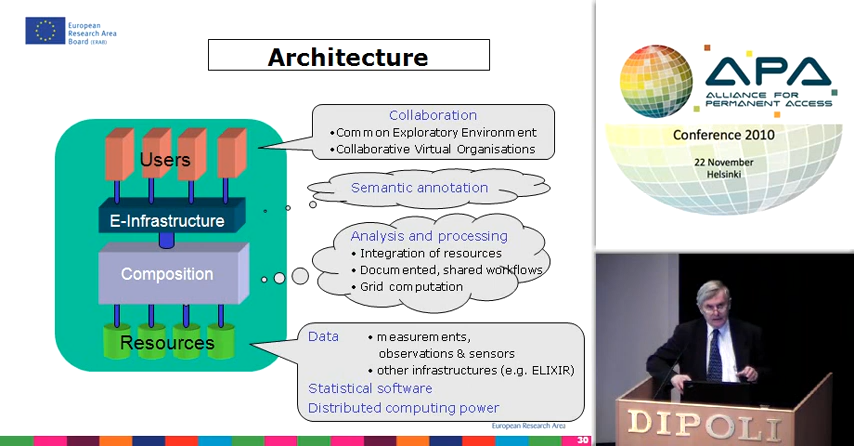 European
Research Area
Board (ERAB)
Architecture
Users
E-Infrastructure
Composition
Resources
Collaboration
•Common Exploratory Environment
•Collaborative Virtual Organisations
Semantic annotation
Analysis and processing
• Integration of resources
• Documented, shared workflows
• Grid computation
Data
• measurements,
observations & sensors
• other infrastructures (e.g. ELIXIR)
Statistical software
Distributed computing power
European Research Area
30
APA
ALLIANCE FOR
PERMANENT ACCESS
Conference 2010
22 November
Helsinki
DIPOLI